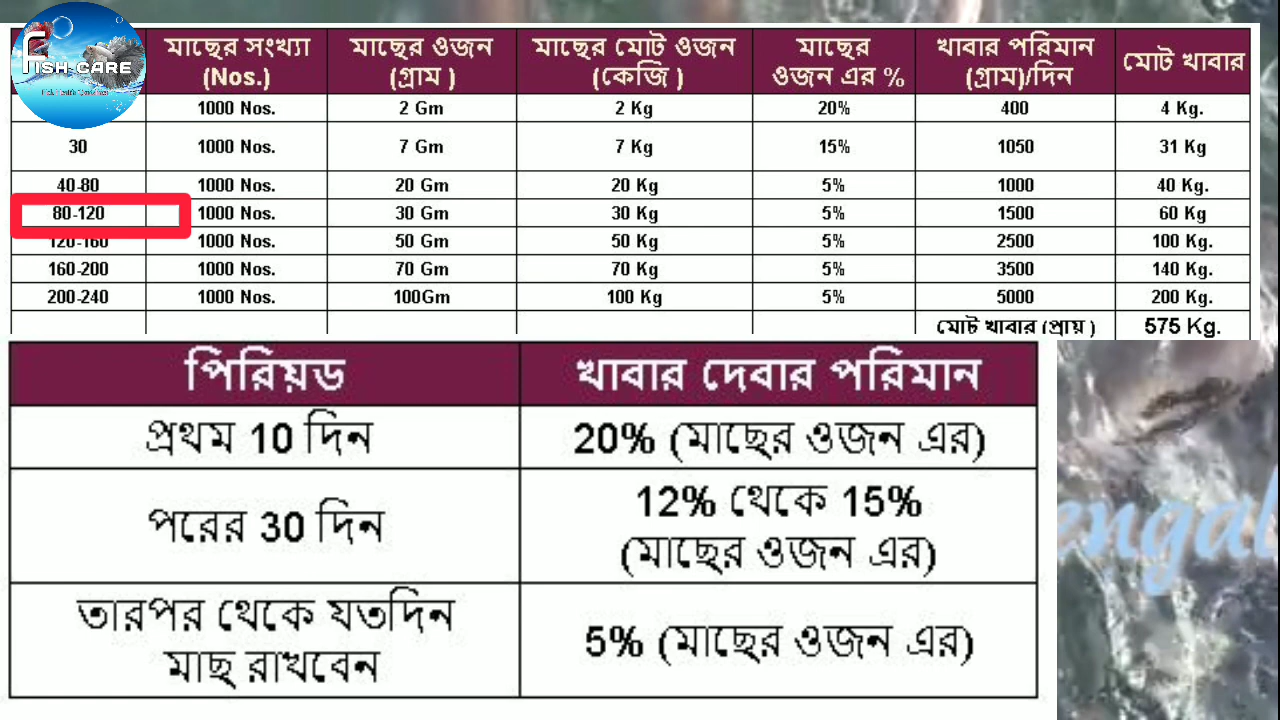 FISH CARE
মাছের সংখ্যা (Nos.) মাছের ওজন (গ্রাম ) মাছের মোট ওজন (কেজি ) মাছের ওজন এর % খাবার পরিমান (গ্রাম)/দিন মোট খাবার
1000 Nos. 2 Gm 2 Kg 20% 400 4 Kg.
30 1000 Nos. 7 Gm 7 Kg 15% 1050 31 Kg
40-80 1000 Nos. 20 Gm 20 Kg 5% 1000 40 Kg.
80-120 1000 Nos. 30 Gm 30 Kg 5% 1500 60 Kg
120-160 1000 Nos. 50 Gm 50 Kg 5% 2500 100 Kg.
160-200 1000 Nos. 70 Gm 70 Kg 5% 3500 140 Kg.
200-240 1000 Nos. 100Gm 100 Kg 5% 5000 200 Kg.
মোট খাবার (প্রায় ) 575 Kg.
পিরিয়ড খাবার দেবার পরিমান
প্রথম 10 দিন 20% (মাছের ওজন এর)
পরের 30 দিন 12% থেকে 15%
(মাছের ওজন এর)
তারপর থেকে যতদিন
মাছ রাখবেন 5% (মাছের ওজন এর)
engal